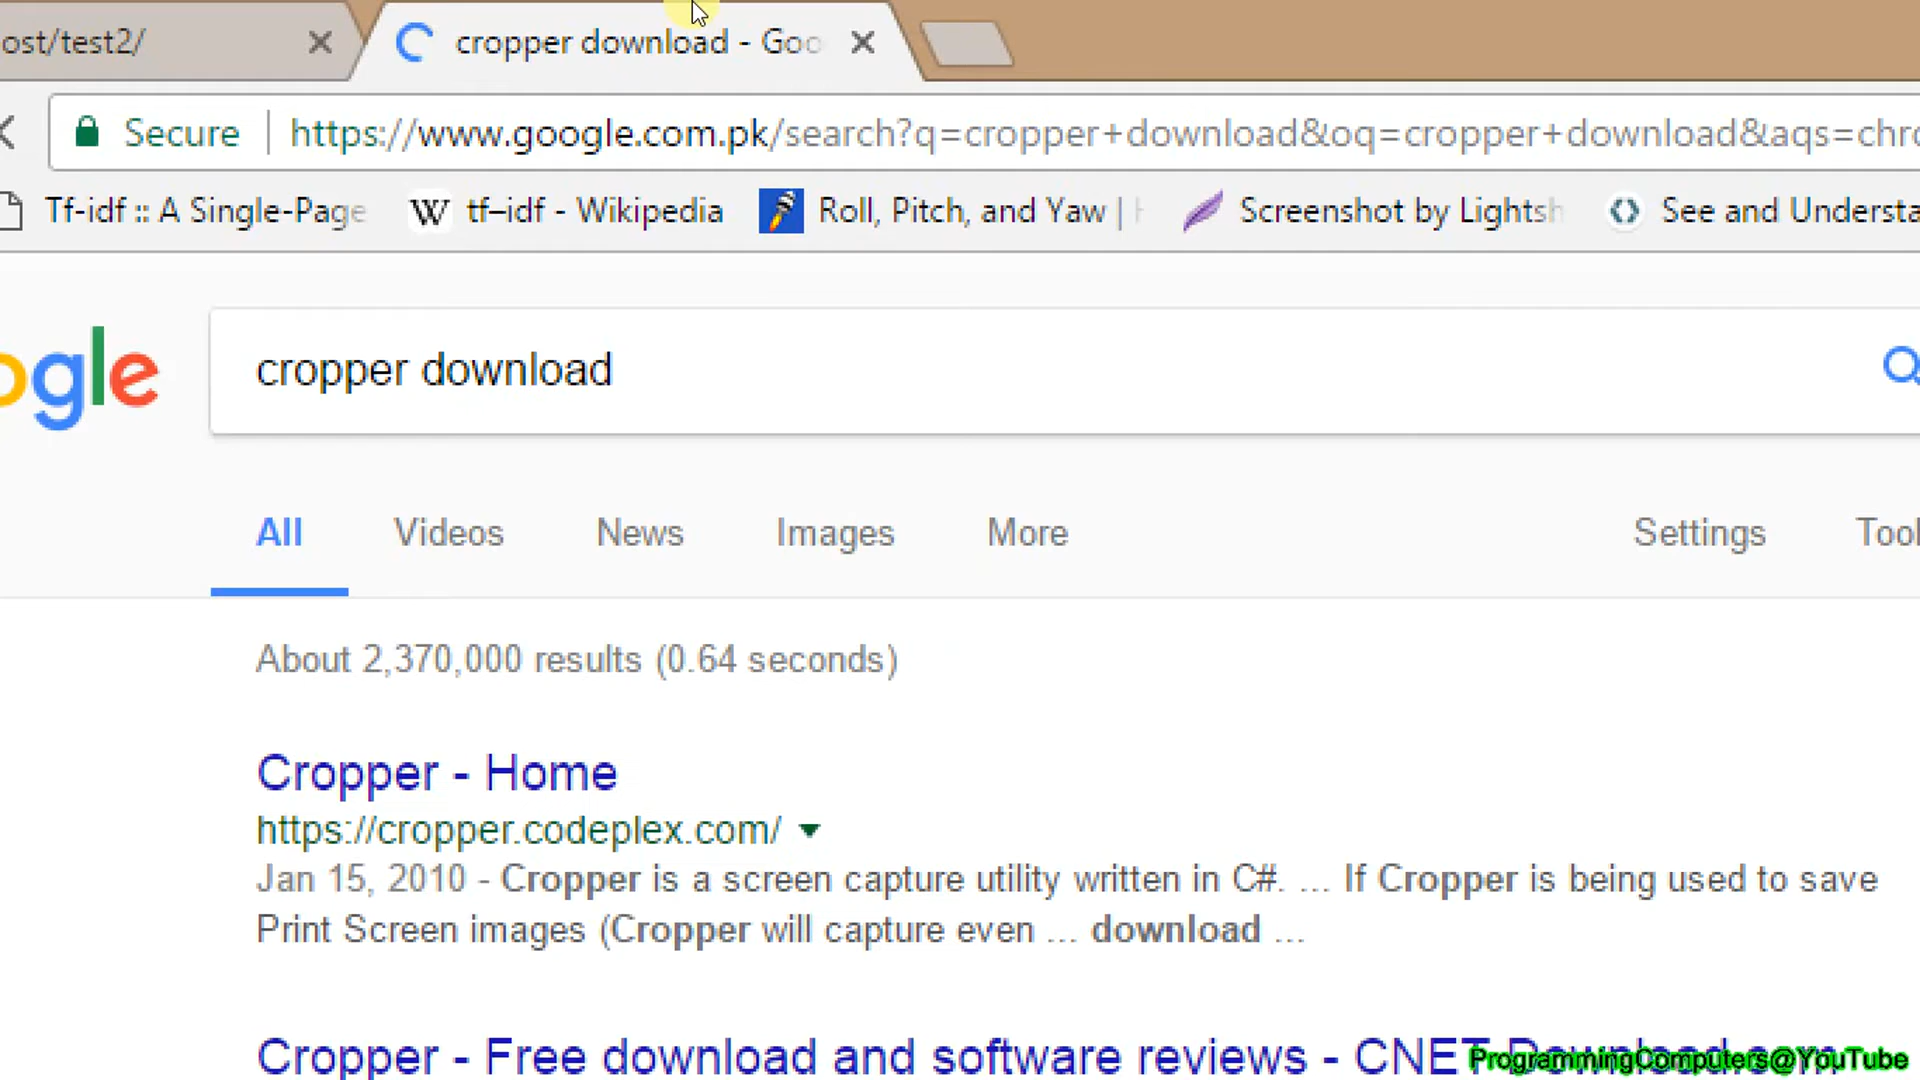 ost/test2/
cropper download - Goo
Secure https://www.google.com.pk/search?q=cropper+download&oq=cropper+download&aqs=chro
Tf-idf :: A Single-Page W tf–idf - Wikipedia Roll, Pitch, and Yaw | Screenshot by Lightsh See and Understa
ogle
cropper download
All Videos News Images More Settings Tool
About 2,370,000 results (0.64 seconds)
Cropper - Home
https://cropper.codeplex.com/
Jan 15, 2010 - Cropper is a screen capture utility written in C#. ... If Cropper is being used to save
Print Screen images (Cropper will capture even ... download ...
Cropper - Free download and software reviews - CNET Download.com
ProgrammingComputers@YouTube